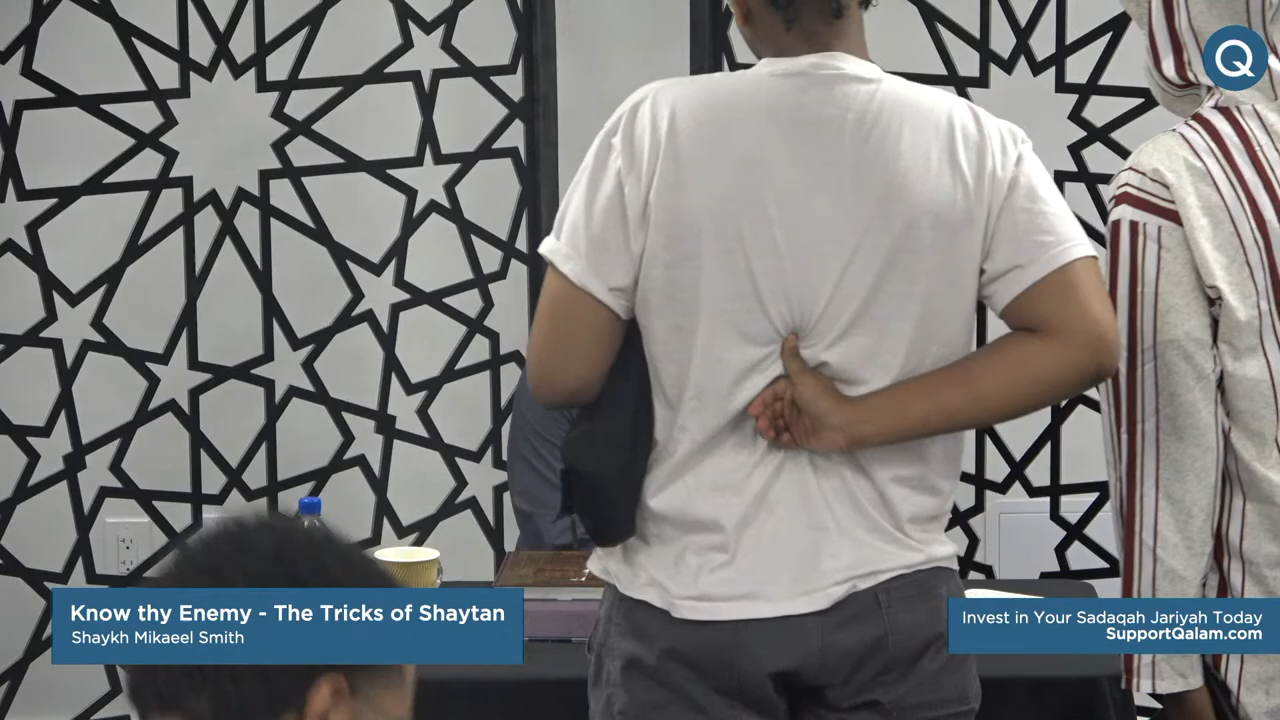 Q
Know thy Enemy - The Tricks of Shaytan
Shaykh Mikaeel Smith
Invest in Your Sadaqah Jariyah Today
SupportQalam.com